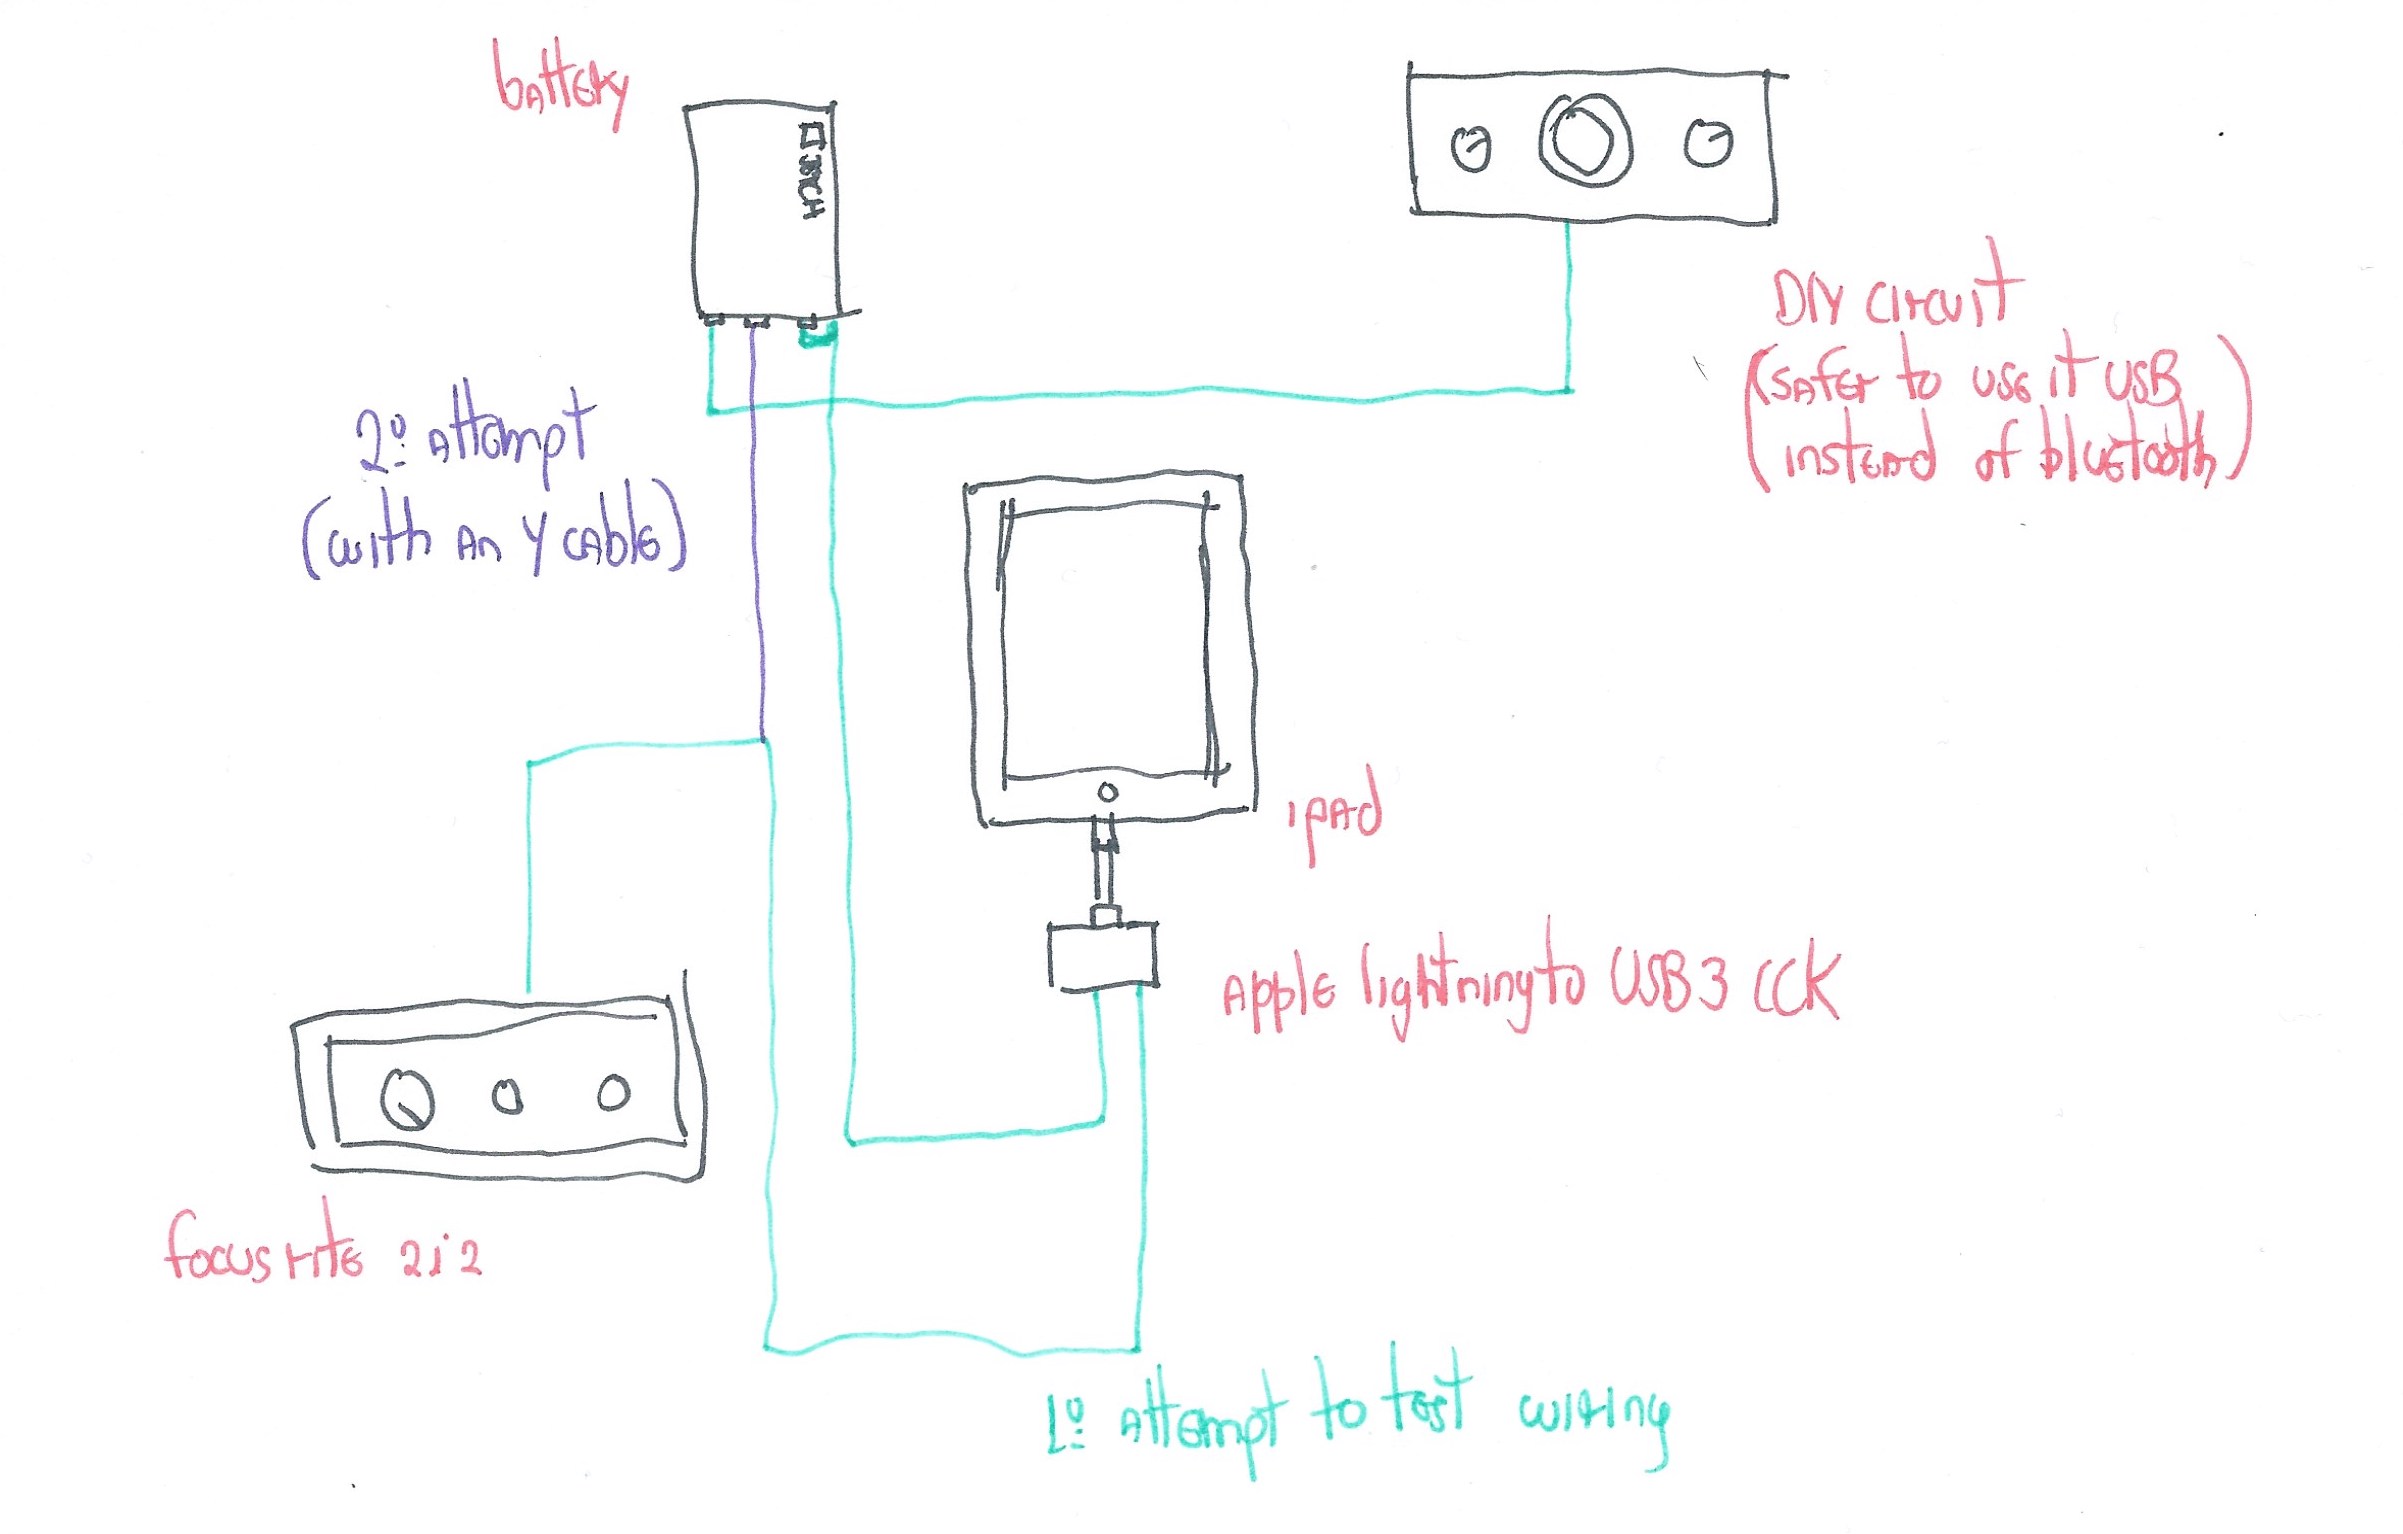 battery
DIY circuit
(safer to use it USB
instead of bluetooth)
2º attempt
(with an Y cable)
ipad
Apple lightning to USB 3 CCK
focusrite 2i2
1º attempt to test wiring